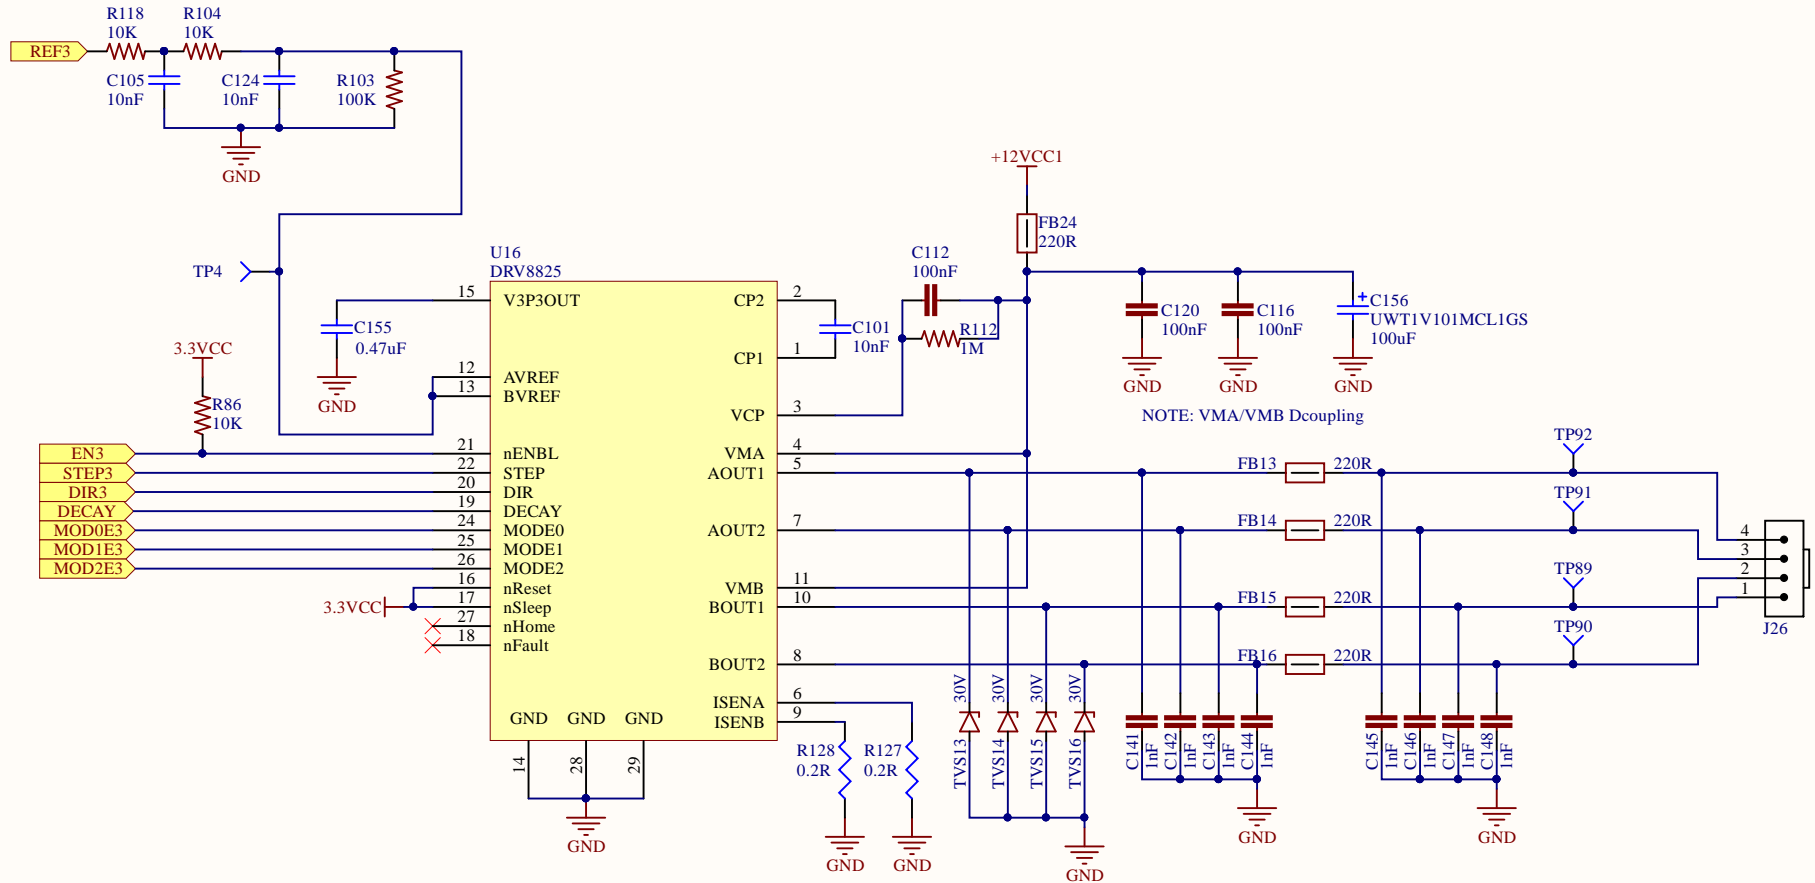 R118
10K
R104
10K
REF3
C105
10nF
C124
10nF
R103
100K
GND
+12VCC1
FB24
220R
TP4
U16
DRV8825
C112
100nF
R112
1M
C120
100nF
C116
100nF
C156
UWT1V101MCL1GS
100uF
GND
GND
GND
NOTE: VMA/VMB Dcoupling
C155
0.47uF
GND
C101
10nF
3.3VCC
R86
10K
EN3
STEP3
DIR3
DECAY
MOD0E3
MOD1E3
MOD2E3
3.3VCC
15 V3P3OUT
12 AVREF
13 BVREF
21 nENBL
22 STEP
20 DIR
19 DECAY
24 MODE0
25 MODE1
26 MODE2
16 nReset
17 nSleep
27 nHome
18 nFault
CP2 2
CP1 1
VCP 3
VMA 4
AOUT1 5
AOUT2 7
VMB 11
BOUT1 10
BOUT2 8
ISENA 6
ISENB 9
GND GND GND
14 28 29
GND
R128
0.2R
R127
0.2R
GND
GND
FB13 220R
FB14 220R
FB15 220R
FB16 220R
TP92
TP91
TP89
TP90
4
3
2
1
J26
30V
TVS13
30V
TVS14
30V
TVS15
30V
TVS16
GND
C141
1nF
C142
1nF
C143
1nF
C144
1nF
GND
C145
1nF
C146
1nF
C147
1nF
C148
1nF
GND